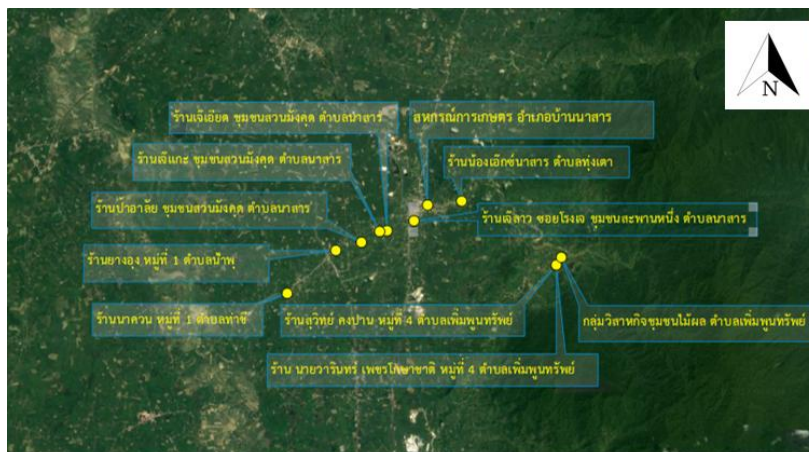 N
ร้านเจ๊เอียด ชุมชนสวนมังคุด ตำบลนาสาร
สหกรณ์การเกษตร อำเภอบ้านนาสาร
ร้านเจ๊แกะ ชุมชนสวนมังคุด ตำบลนาสาร
ร้านน้องเอ็กซ์นาสาร ตำบลทุ่งเตา
ร้านป้าอาลัย ชุมชนสวนมังคุด ตำบลนาสาร
ร้านเจ๊ลาว ซอยโรงเจ ชุมชนสะพานหนึ่ง ตำบลนาสาร
ร้านยางอุง หมู่ที่ 1 ตำบลน้ำพุ
ร้านนาควน หมู่ที่ 1 ตำบลท่าชี
ร้านสุวิทย์ คงปาน หมู่ที่ 4 ตำบลเพิ่มพูนทรัพย์
กลุ่มวิสาหกิจชุมชนไม้ผล ตำบลเพิ่มพูนทรัพย์
ร้าน นายวารินทร์ เพชรโกษาชาติ หมู่ที่ 4 ตำบลเพิ่มพูนทรัพย์